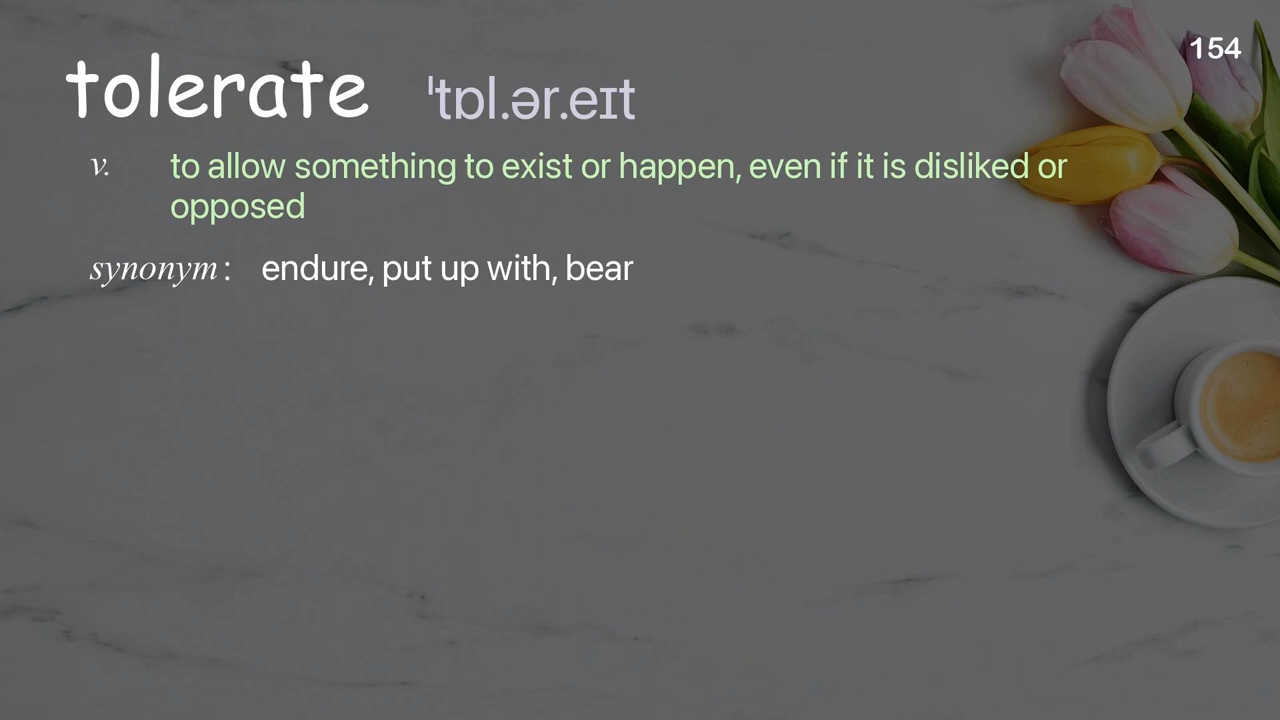 154
tolerate ˈtɒl.ər.eɪt
v. to allow something to exist or happen, even if it is disliked or
opposed
synonym: endure, put up with, bear